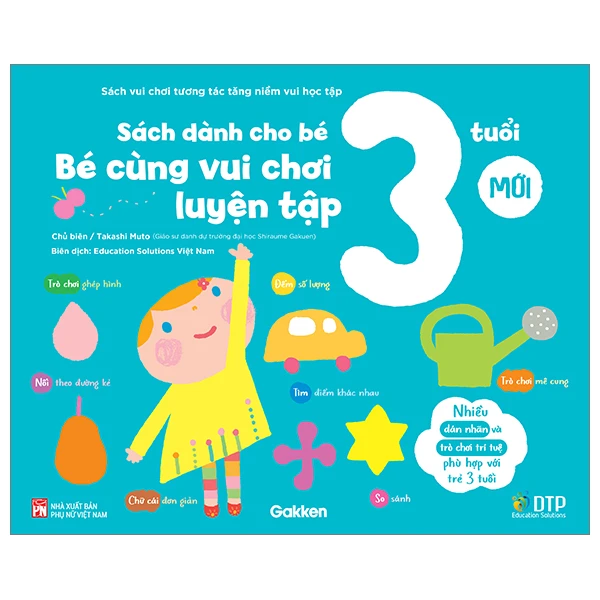 Sách vui chơi tương tác tăng niềm vui học tập
Sách dành cho bé
3
tuổi
Bé cùng vui chơi
luyện tập
MỚI
Chủ biên / Takashi Muto (Giáo sư danh dự trường đại học Shiraume Gakuen)
Biên dịch: Education Solutions Việt Nam
Trò chơi ghép hình
Đếm số lượng
Nối theo đường kẻ
Tìm điểm khác nhau
Trò chơi mê cung
Nhiều
dán nhãn và
trò chơi trí tuệ
phù hợp với
trẻ 3 tuổi
Chữ cái đơn giản
So sánh
PN
NHÀ XUẤT BẢN
PHỤ NỮ VIỆT NAM
Gakken
DTP
Education Solutions